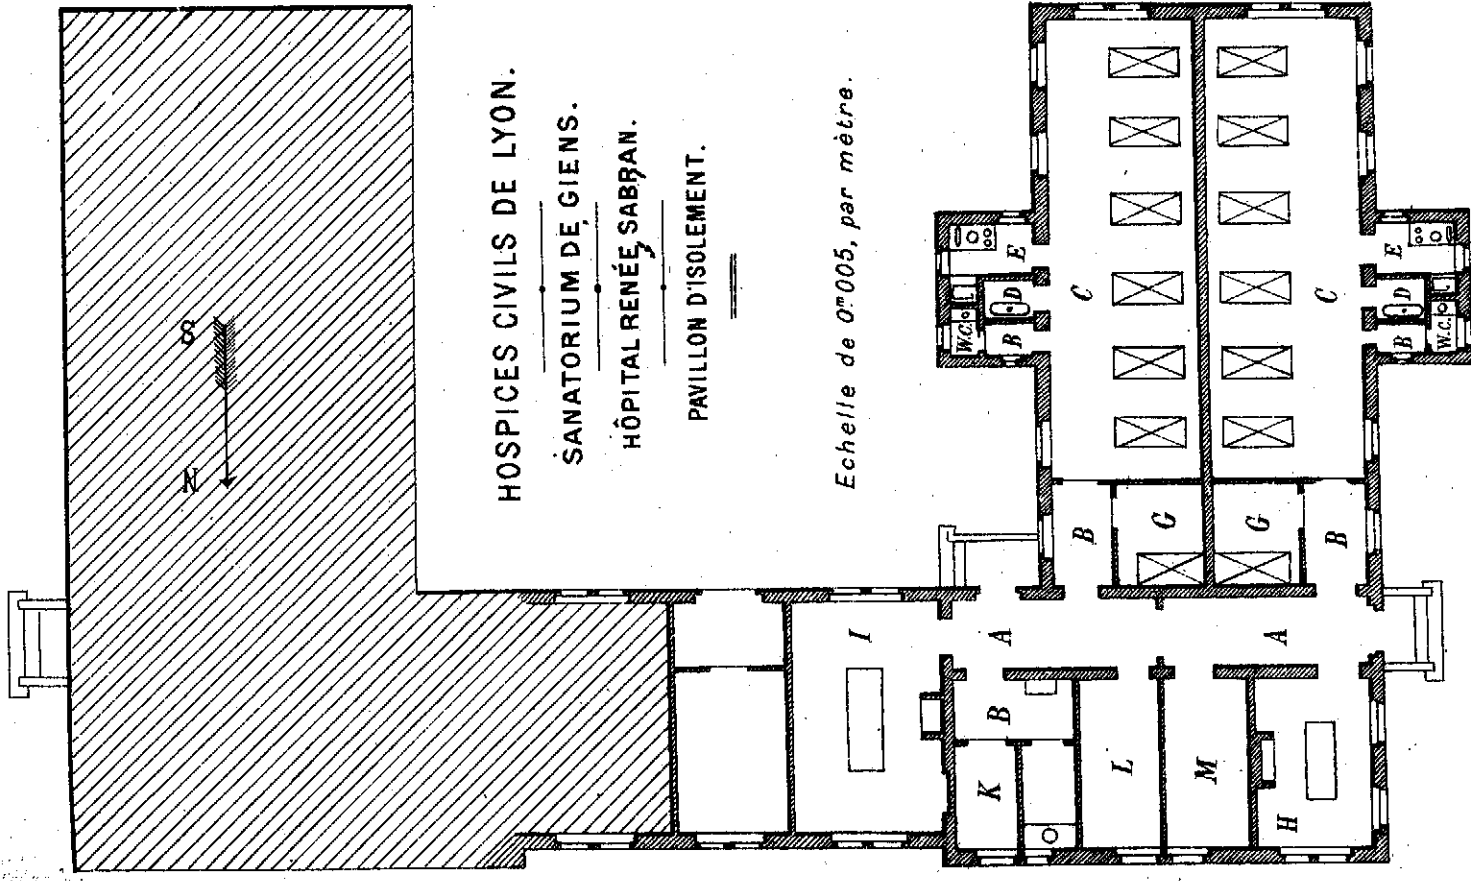 HOSPICES CIVILS DE LYON.
SANATORIUM DE GIENS.
HÔPITAL RENÉE SABRAN.
PAVILLON D'ISOLEMENT.
Echelle de 0m005, par mètre.
S
N
E
C
D
W.C.
B
E
C
D
B
W.C.
B
G
G
B
I
A
A
B
K
L
M
H